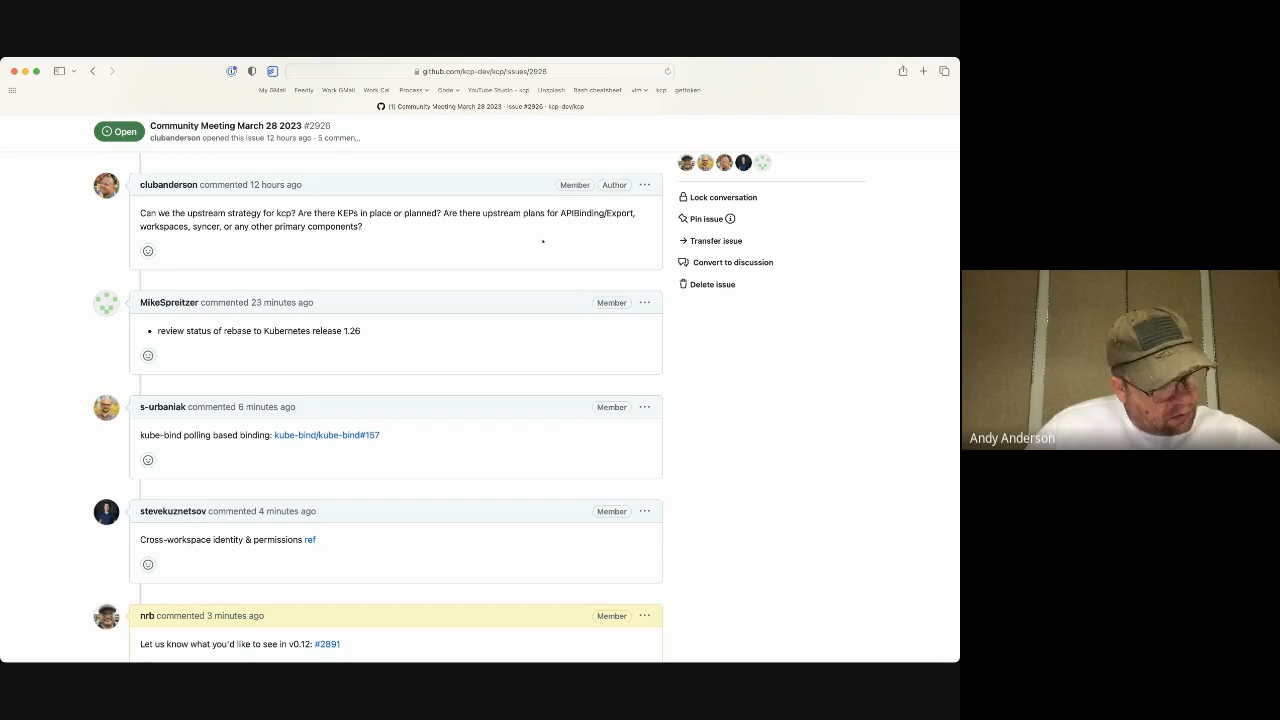 github.com/kcp-dev/kcp/issues/2926
My GMail Feedly Work GMail Work Cal Process Code YouTube Studio - kcp Unsplash Bash cheatsheet vim kcp gettoken
(1) Community Meeting March 28 2023 · Issue #2926 · kcp-dev/kcp
Open
Community Meeting March 28 2023 #2926
clubanderson opened this issue 12 hours ago · 5 commen...
clubanderson commented 12 hours ago Member Author
Can we the upstream strategy for kcp? Are there KEPs in place or planned? Are there upstream plans for APIBinding/Export,
workspaces, syncer, or any other primary components?
MikeSpreitzer commented 23 minutes ago Member
• review status of rebase to Kubernetes release 1.26
s-urbaniak commented 6 minutes ago Member
kube-bind polling based binding: kube-bind/kube-bind#157
stevekuznetsov commented 4 minutes ago Member
Cross-workspace identity & permissions ref
nrb commented 3 minutes ago Member
Let us know what you'd like to see in v0.12: #2891
Lock conversation
Pin issue
Transfer issue
Convert to discussion
Delete issue
Andy Anderson